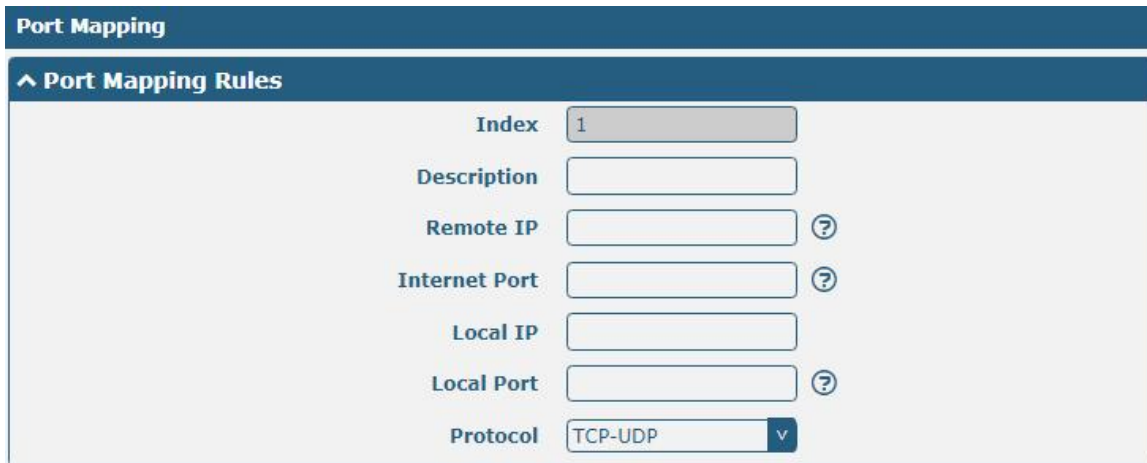 Port Mapping
Port Mapping Rules
Index 1
Description
Remote IP ?
Internet Port ?
Local IP
Local Port ?
Protocol TCP-UDP v